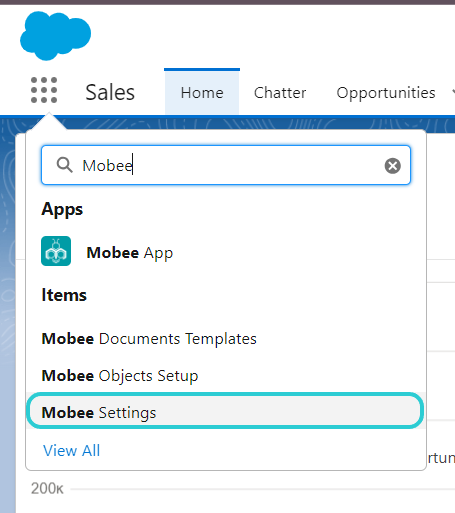 Sales
Home
Chatter
Opportunities
Mobee
Apps
Mobee App
Items
Mobee Documents Templates
Mobee Objects Setup
Mobee Settings
View All
rtun
200K